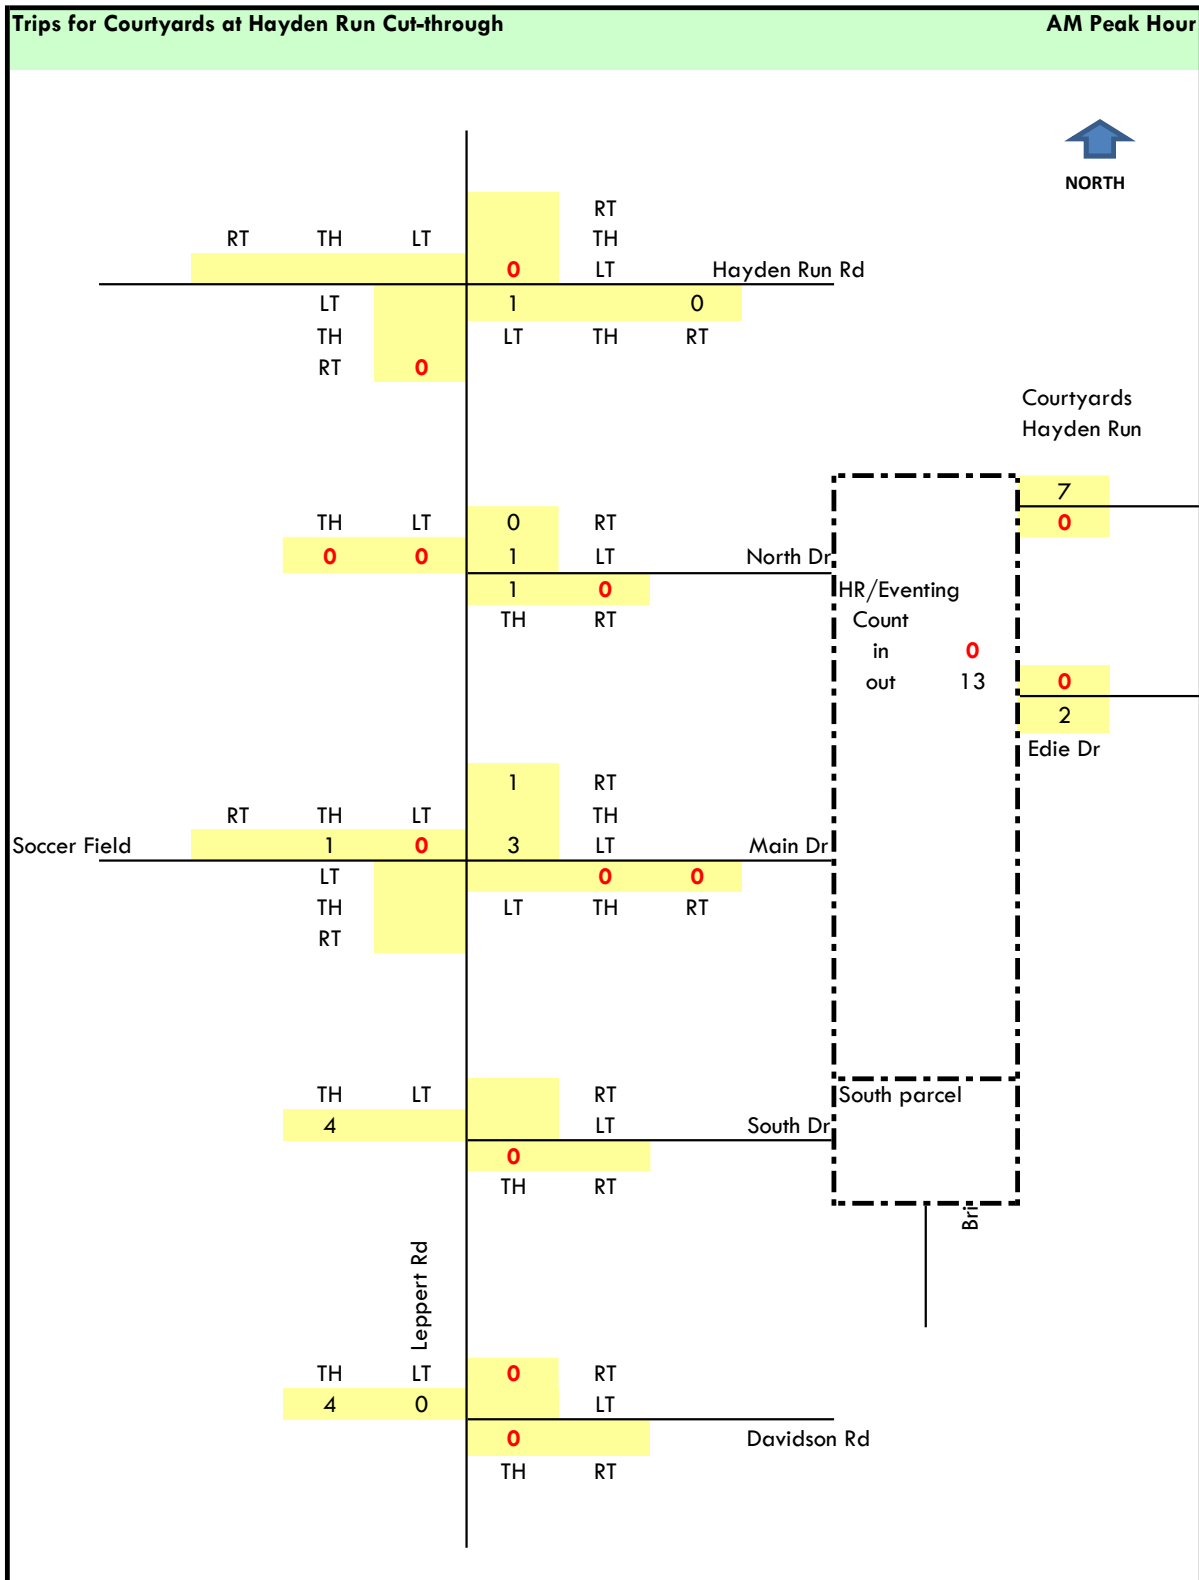 Trips for Courtyards at Hayden Run Cut-through AM Peak Hour
NORTH
RT
RT TH LT TH
0 LT Hayden Run Rd
LT 1 0
TH LT TH RT
RT 0
Courtyards
Hayden Run
7
TH LT 0 RT 0
0 0 1 LT North Dr
1 0 HR/Eventing
TH RT Count
in 0
out 13 0
2
Edie Dr
1 RT
RT TH LT TH
Soccer Field 1 0 3 LT Main Dr
LT 0 0
TH LT TH RT
RT
TH LT RT South parcel
4 LT South Dr
0
TH RT
Bri
Leppert Rd
TH LT 0 RT
4 0 LT
0 Davidson Rd
TH RT